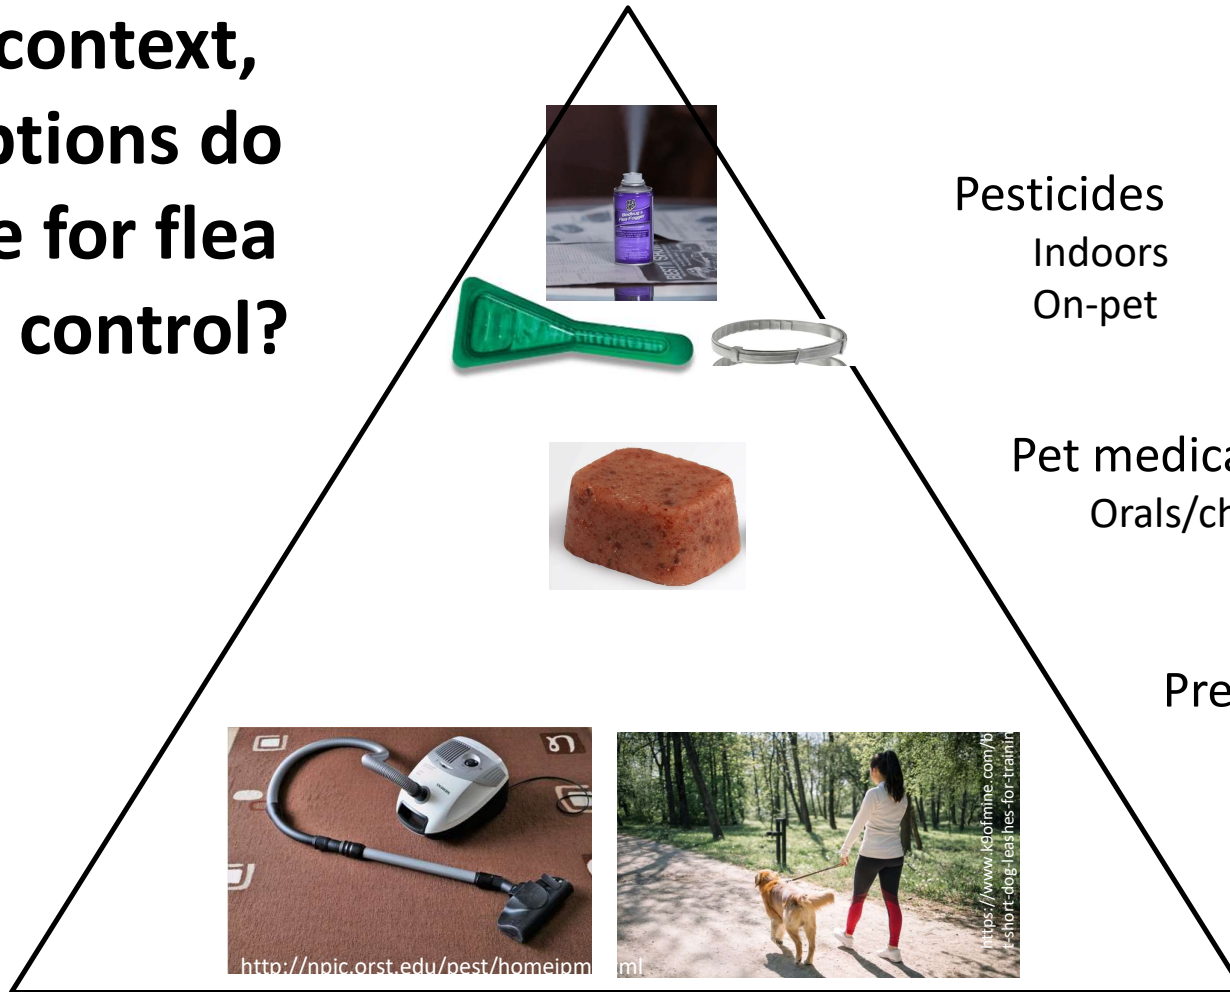 context,
ptions do
e for flea
control?
Pesticides
Indoors
On-pet
Pet medica
Orals/ch
Pre
http://npic.orst.edu/pest/homeipm
ml
https://www.k9ofmine.com/b
t-short-dog-leashes-for-trainin